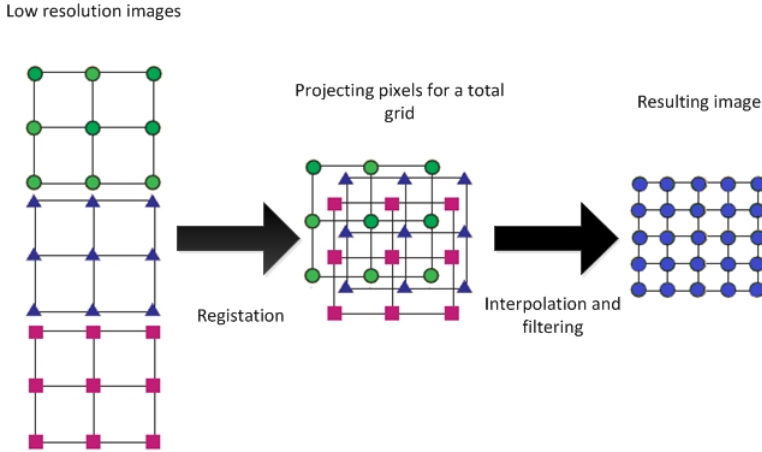 Low resolution images
Projecting pixels for a total
grid
Resulting image
Registation
Interpolation and
filtering